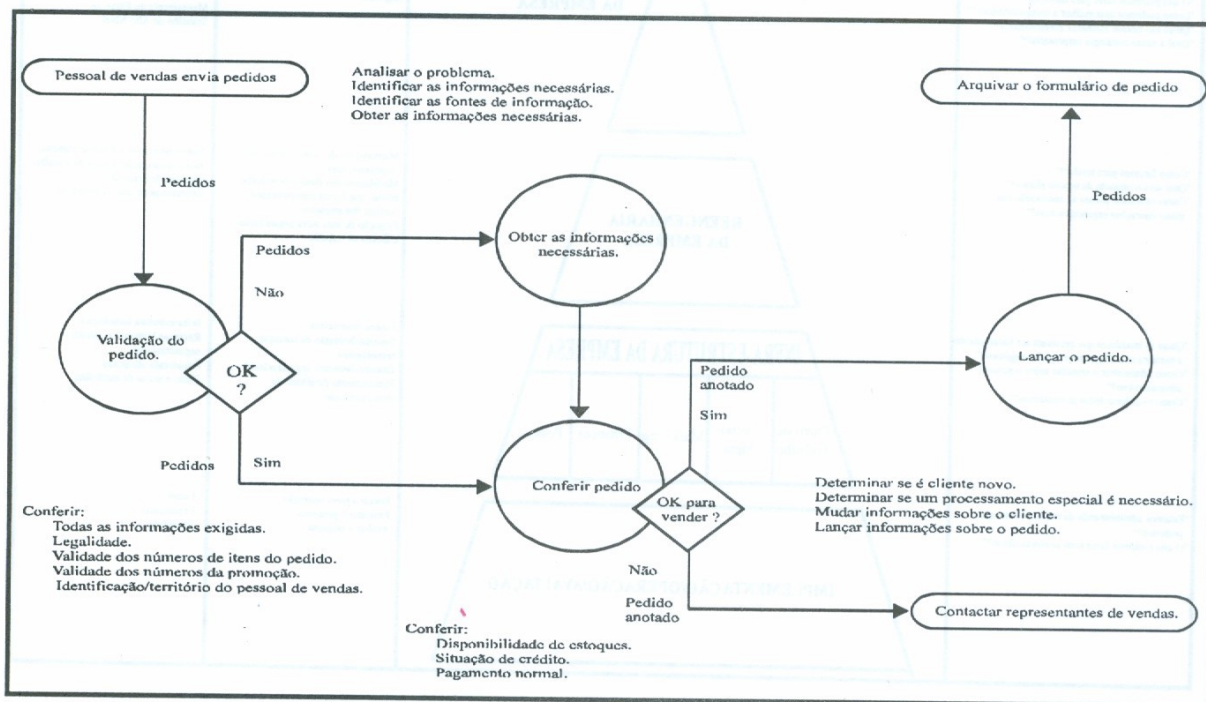 DA EMPRESA
Pessoal de vendas envia pedidos
Analisar o problema.
Identificar as informações necessárias.
Identificar as fontes de informação.
Obter as informações necessárias.
Arquivar o formulário de pedido
Pedidos
Pedidos
Pedidos
Não
Obter as informações
necessárias.
Validação do
pedido.
OK
?
Lançar o pedido.
Pedido
anotado
Sim
Pedidos
Sim
Conferir pedido
OK para
vender ?
Determinar se é cliente novo.
Determinar se um processamento especial é necessário.
Mudar informações sobre o cliente.
Lançar informações sobre o pedido.
Conferir:
Todas as informações exigidas.
Legalidade.
Validade dos números de itens do pedido.
Validade dos números da promoção.
Identificação/território do pessoal de vendas.
Não
Pedido
anotado
Contactar representantes de vendas.
Conferir:
Disponibilidade de estoques.
Situação de crédito.
Pagamento normal.